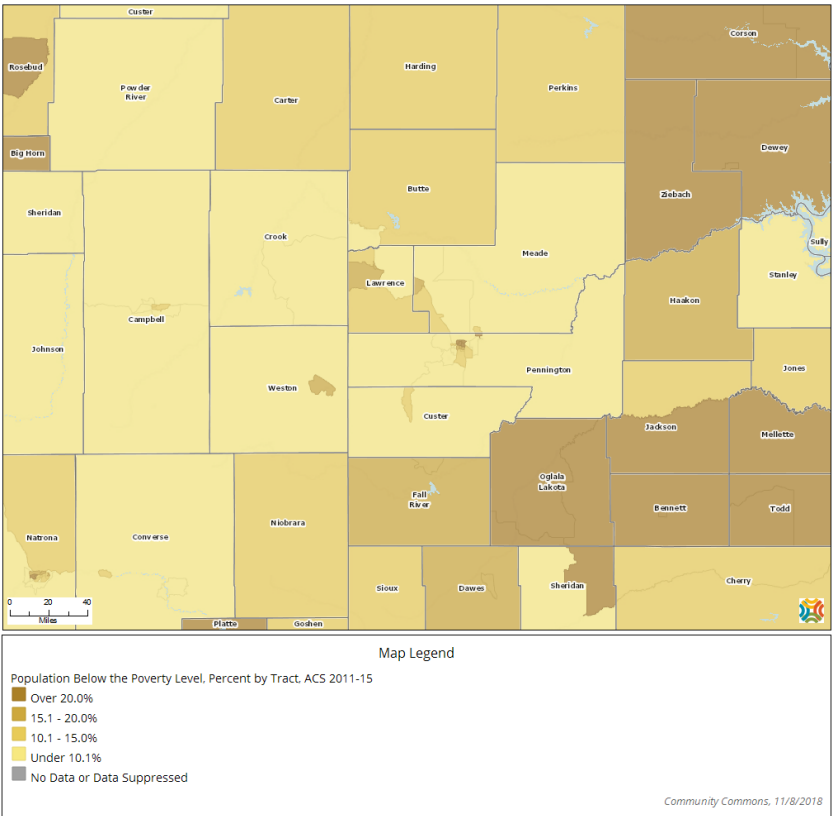 Custer
Corson
Rosebud
Harding
Powder
River
Perkins
Carter
Big Horn
Dewey
Butte
Ziebach
Sheridan
Crook
Sully
Meade
Stanley
Lawrence
Haakon
Campbell
Johnson
Jones
Pennington
Weston
Custer
Jackson
Mellette
Oglala
Lakota
Fall
River
Bennett
Todd
Niobrara
Natrona
Converse
Cherry
Sioux
Dawes
Sheridan
0 20 40
Miles
Platte
Goshen
Map Legend
Population Below the Poverty Level, Percent by Tract, ACS 2011-15
Over 20.0%
15.1 - 20.0%
10.1 - 15.0%
Under 10.1%
No Data or Data Suppressed
Community Commons, 11/8/2018